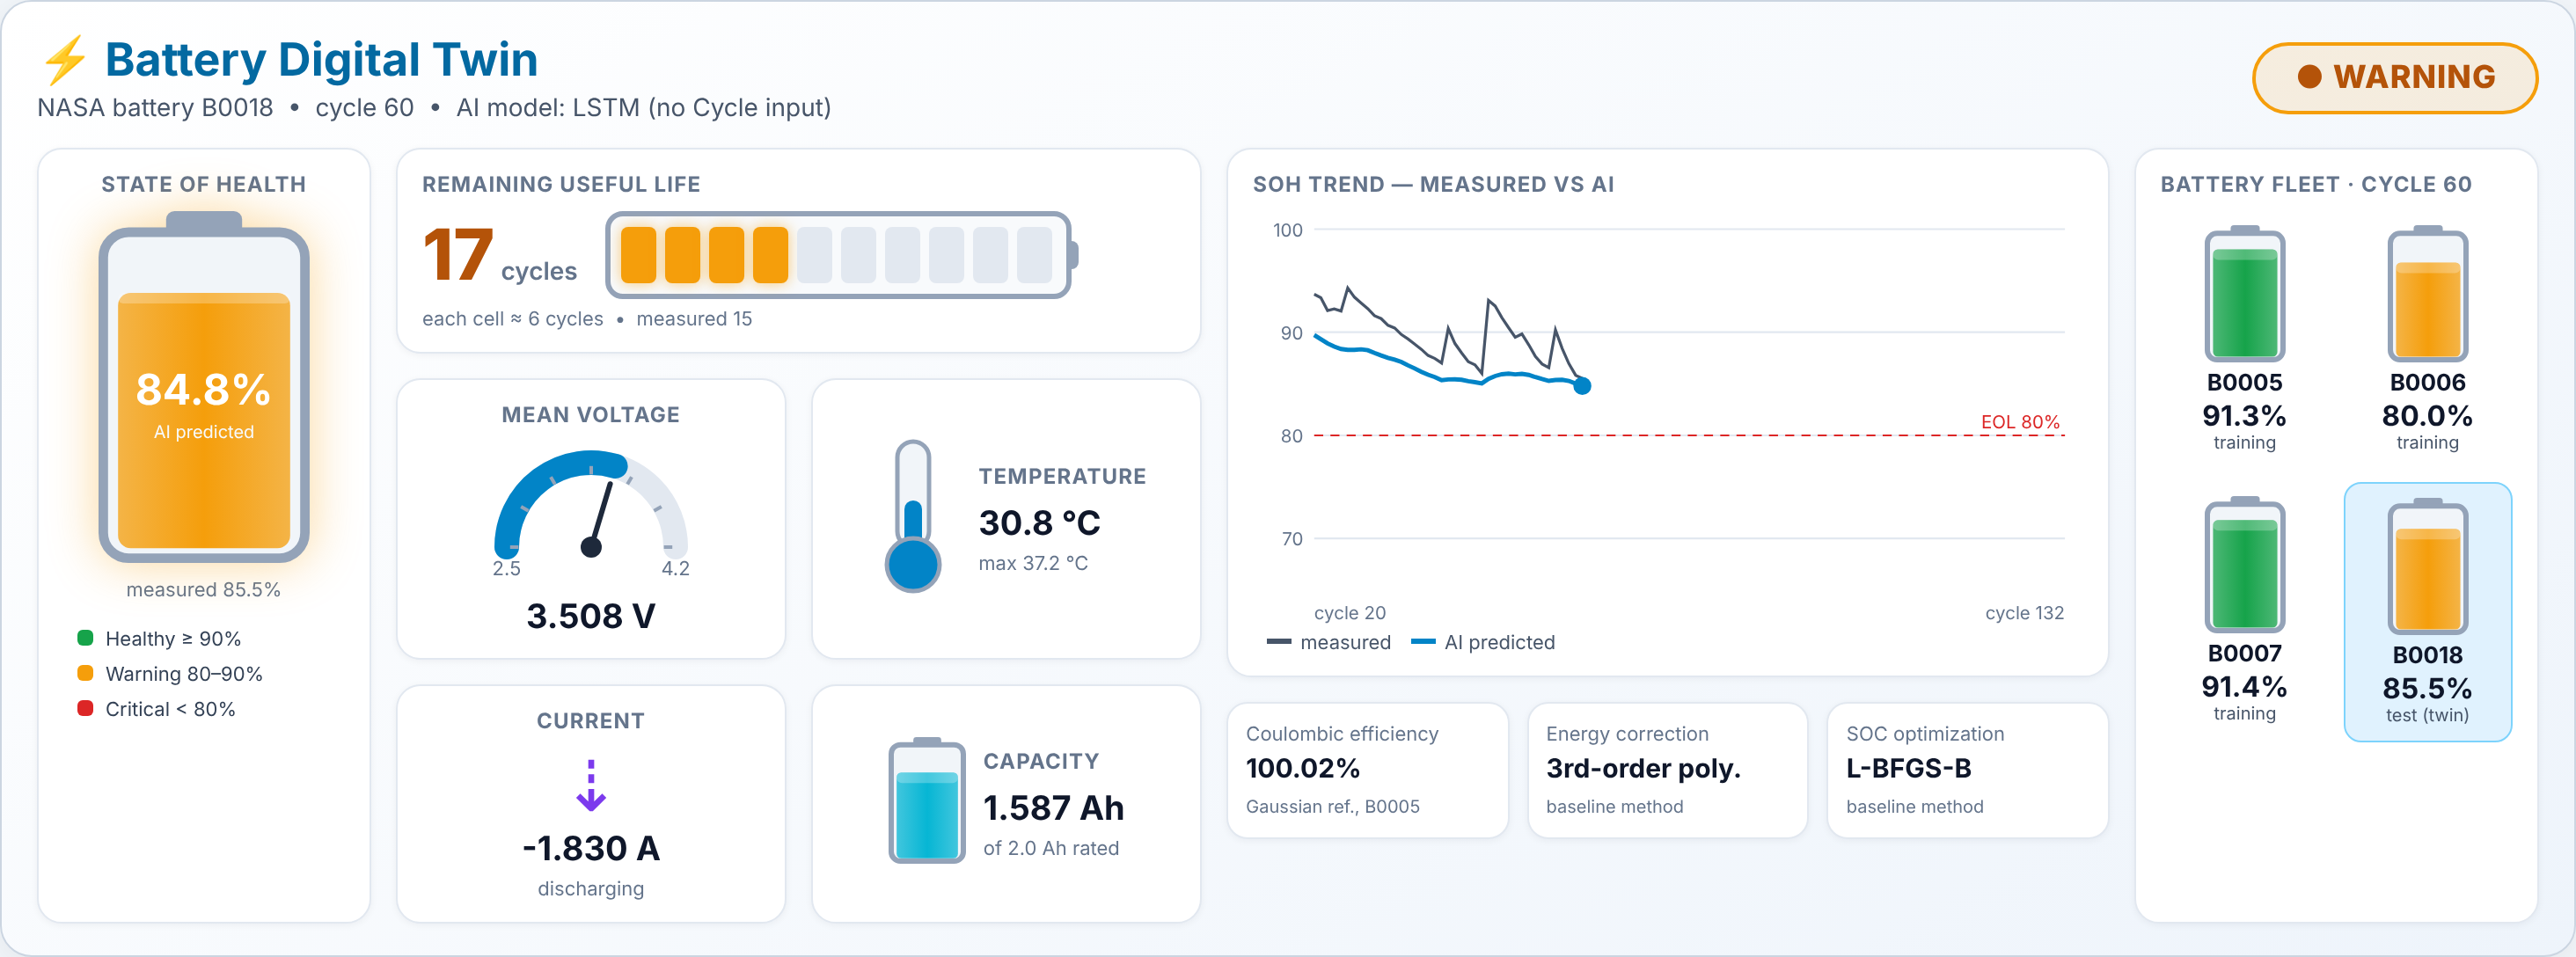 ⚡ Battery Digital Twin
NASA battery B0018 • cycle 60 • AI model: LSTM (no Cycle input)
● WARNING
STATE OF HEALTH
84.8%
AI predicted
measured 85.5%
Healthy ≥ 90%
Warning 80–90%
Critical < 80%
REMAINING USEFUL LIFE
17 cycles
each cell ≈ 6 cycles • measured 15
MEAN VOLTAGE
2.5
4.2
3.508 V
TEMPERATURE
30.8 °C
max 37.2 °C
CURRENT
-1.830 A
discharging
CAPACITY
1.587 Ah
of 2.0 Ah rated
SOH TREND — MEASURED VS AI
100
90
80
70
EOL 80%
cycle 20
cycle 132
measured
AI predicted
Coulombic efficiency
100.02%
Gaussian ref., B0005
Energy correction
3rd-order poly.
baseline method
SOC optimization
L-BFGS-B
baseline method
BATTERY FLEET · CYCLE 60
B0005
91.3%
training
B0006
80.0%
training
B0007
91.4%
training
B0018
85.5%
test (twin)